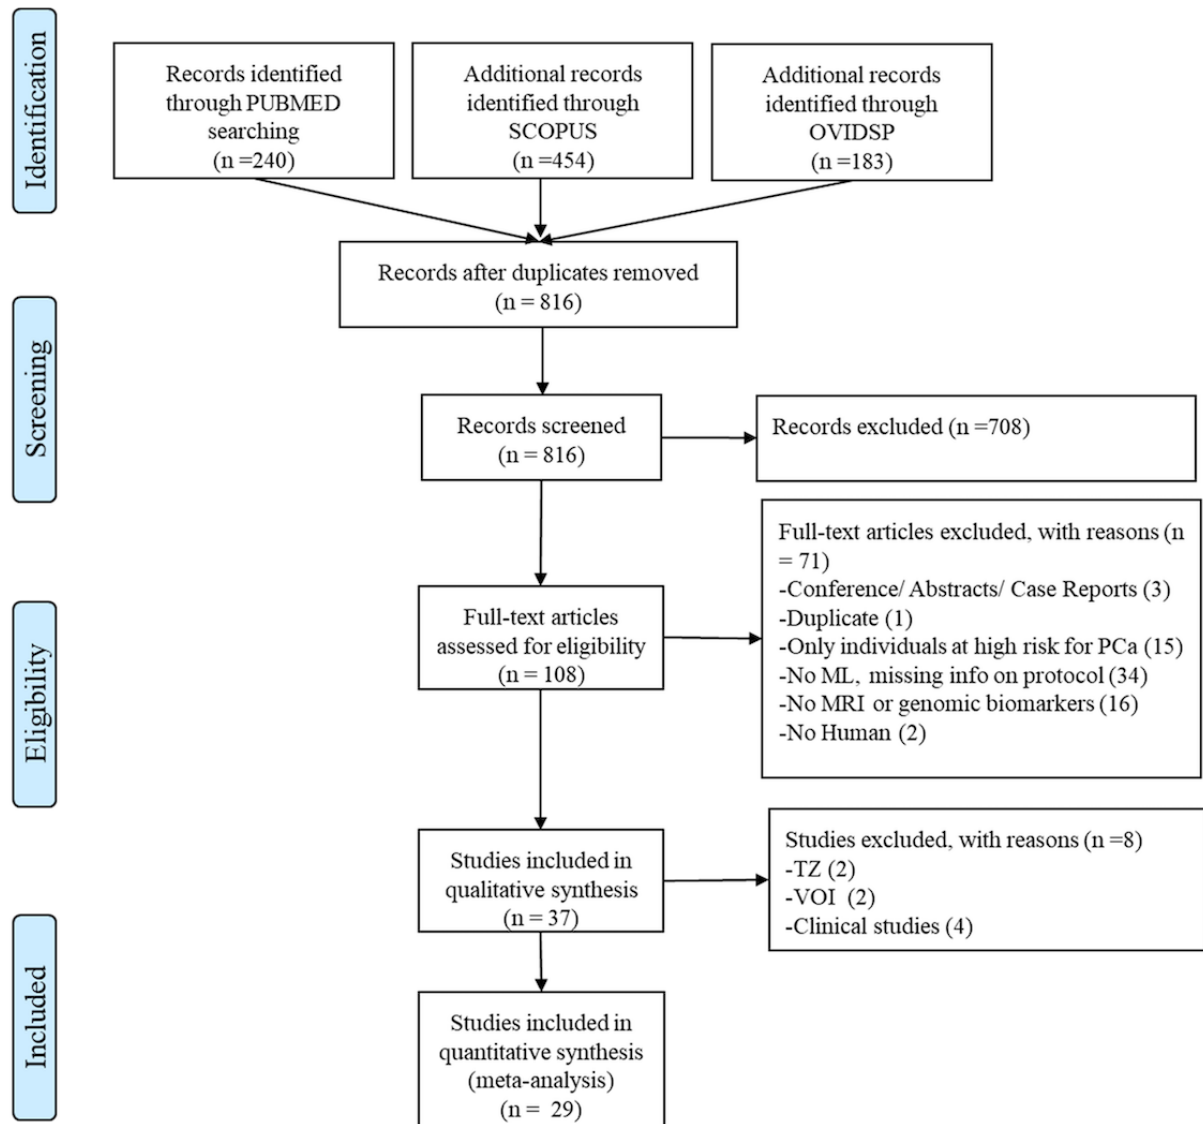 Identification
Records identified
through PUBMED
searching
(n =240)
Additional records
identified through
SCOPUS
(n =454)
Additional records
identified through
OVIDSP
(n =183)
Records after duplicates removed
(n = 816)
Screening
Records screened
(n = 816)
Records excluded (n =708)
Eligibility
Full-text articles
assessed for eligibility
(n = 108)
Full-text articles excluded, with reasons (n
= 71)
-Conference/ Abstracts/ Case Reports (3)
-Duplicate (1)
-Only individuals at high risk for PCa (15)
-No ML, missing info on protocol (34)
-No MRI or genomic biomarkers (16)
-No Human (2)
Studies included in
qualitative synthesis
(n = 37)
Studies excluded, with reasons (n =8)
-TZ (2)
-VOI (2)
-Clinical studies (4)
Included
Studies included in
quantitative synthesis
(meta-analysis)
(n = 29)